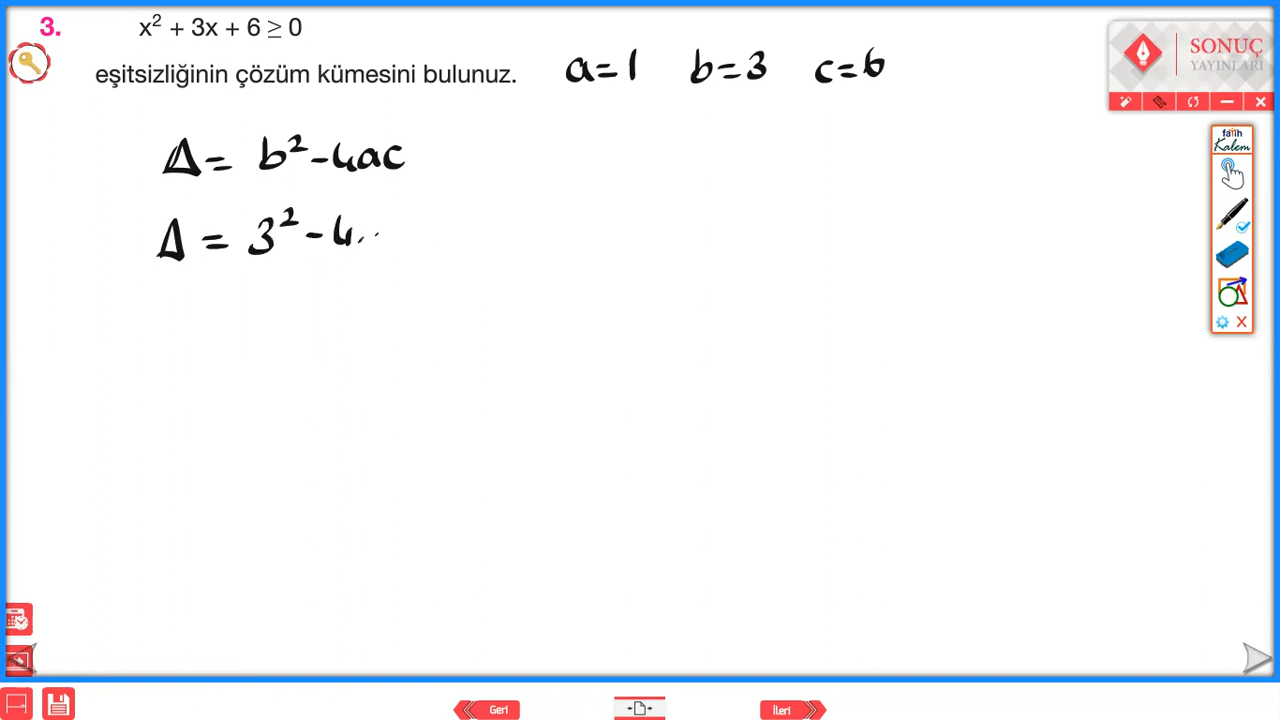 3. x² + 3x + 6 ≥ 0
eşitsizliğinin çözüm kümesini bulunuz.
a=1 b=3 c=6
Δ= b²-4ac
Δ = 3²-4..
SONUÇ
YAYINLARI
fatih
Kalem
Geri
İleri